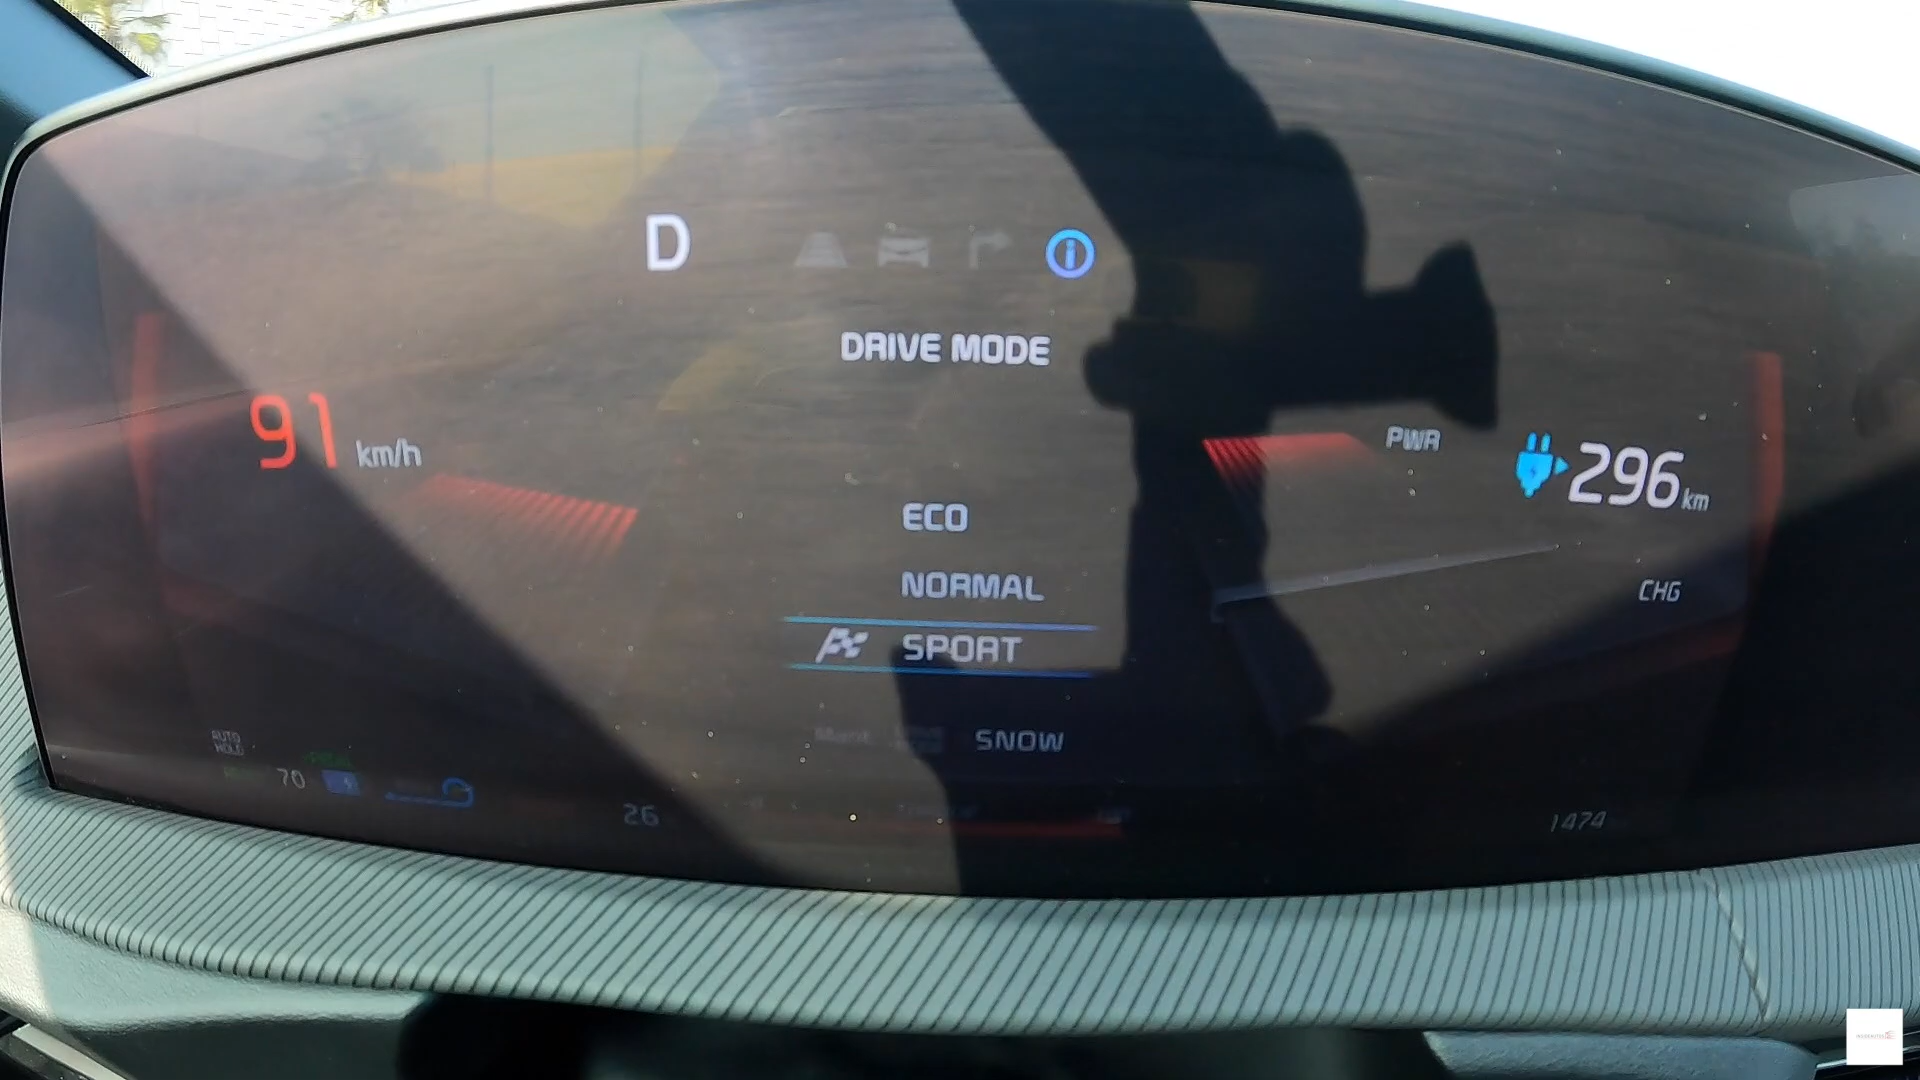 D
DRIVE MODE
91 km/h
PWR
296 km
ECO
NORMAL
CHG
SPORT
SNOW
AUTO
HOLD
70
26
1474